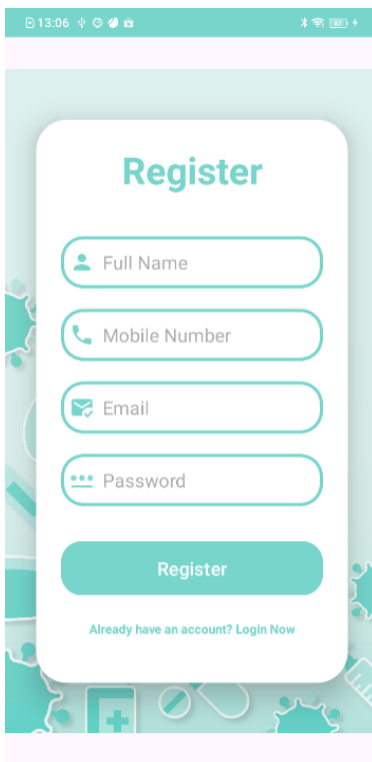 13:06
Register
Full Name
Mobile Number
Email
Password
Register
Already have an account? Login Now